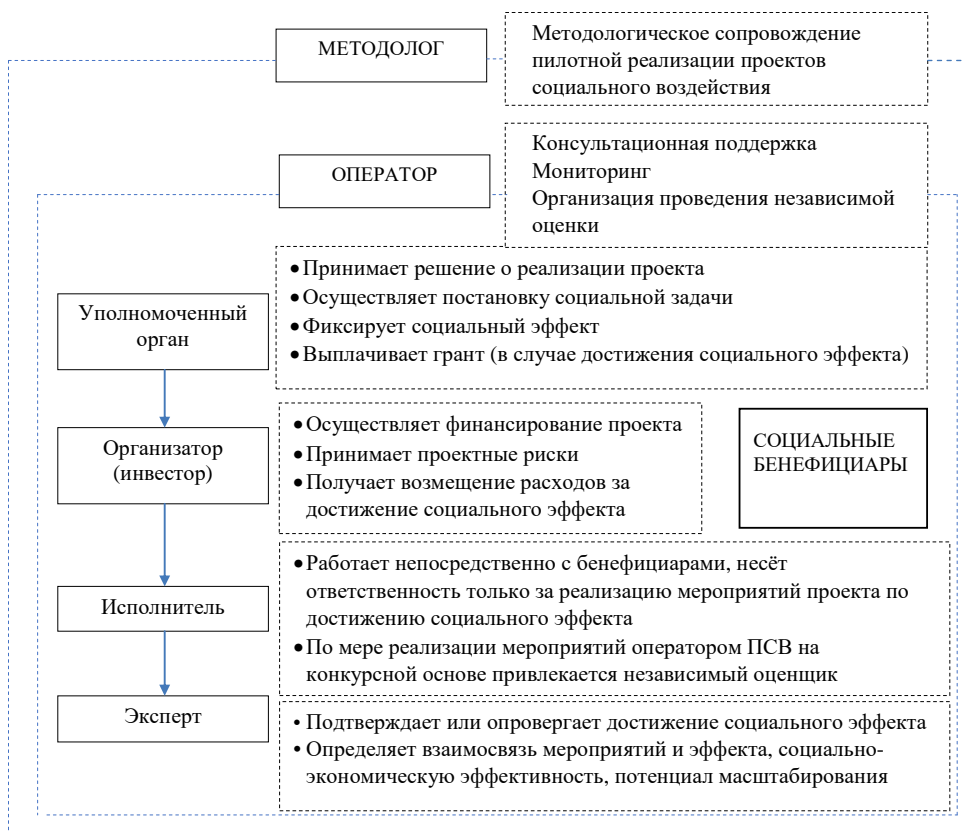 МЕТОДОЛОГ
Методологическое сопровождение
пилотной реализации проектов
социального воздействия
ОПЕРАТОР
Консультационная поддержка
Мониторинг
Организация проведения независимой
оценки
Уполномоченный
орган
• Принимает решение о реализации проекта
• Осуществляет постановку социальной задачи
• Фиксирует социальный эффект
• Выплачивает грант (в случае достижения социального эффекта)
Организатор
(инвестор)
• Осуществляет финансирование проекта
• Принимает проектные риски
• Получает возмещение расходов за
достижение социального эффекта
СОЦИАЛЬНЫЕ
БЕНЕФИЦИАРЫ
Исполнитель
• Работает непосредственно с бенефициарами, несёт
ответственность только за реализацию мероприятий проекта по
достижению социального эффекта
• По мере реализации мероприятий оператором ПСВ на
конкурсной основе привлекается независимый оценщик
Эксперт
• Подтверждает или опровергает достижение социального эффекта
• Определяет взаимосвязь мероприятий и эффекта, социально-
экономическую эффективность, потенциал масштабирования